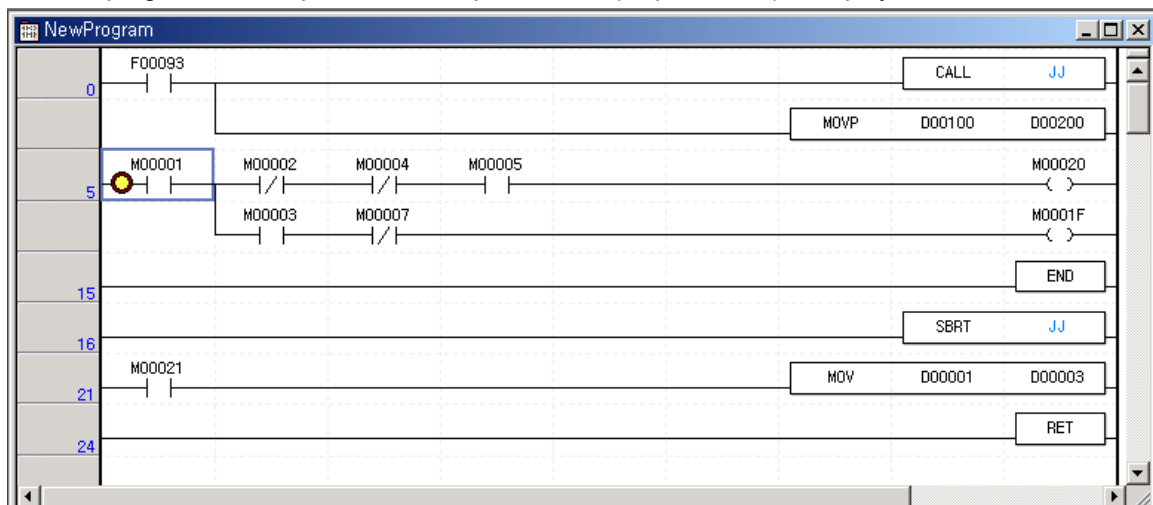 NewProgram
F00093
0
CALL JJ
MOVP D00100 D00200
M00001 M00002 M00004 M00005 M00020
5
M00003 M00007 M0001F
END
15
SBRT JJ
16
M00021
21
MOV D00001 D00003
RET
24